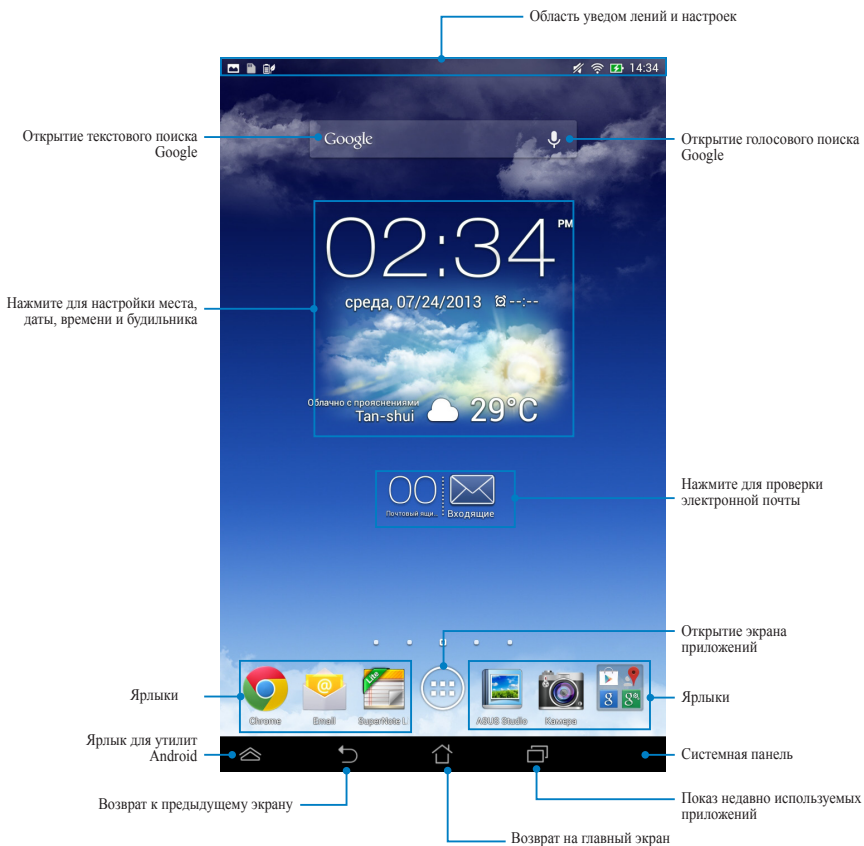 Область уведом лений и настроек
14:34
Открытие текстового поиска
Google
Google
Открытие голосового поиска
Google
02:34 PM
Нажмите для настройки места,
даты, времени и будильника
среда, 07/24/2013 --:--
Облачно с прояснениями
Tan-shui
29°C
Нажмите для проверки
электронной почты
00
Почтовый ящи..
Входящие
Открытие экрана
приложений
Ярлыки
Lite
Chrome
Email
SuperNote L
ASUS Studio
Камера
Ярлыки
Ярлык для утилит
Android
Системная панель
Возврат к предыдущему экрану
Показ недавно используемых
приложений
Возврат на главный экран